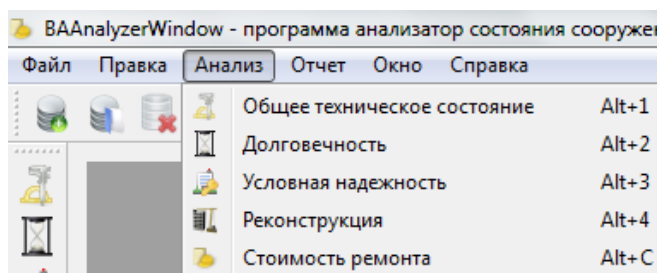 BAAnalyzerWindow - программа анализатор состояния
Файл Правка Анализ Отчет Окно Справка
Общее техническое состояние Alt+1
Долговечность Alt+2
Условная надежность Alt+3
Реконструкция Alt+4
Стоимость ремонта Alt+C